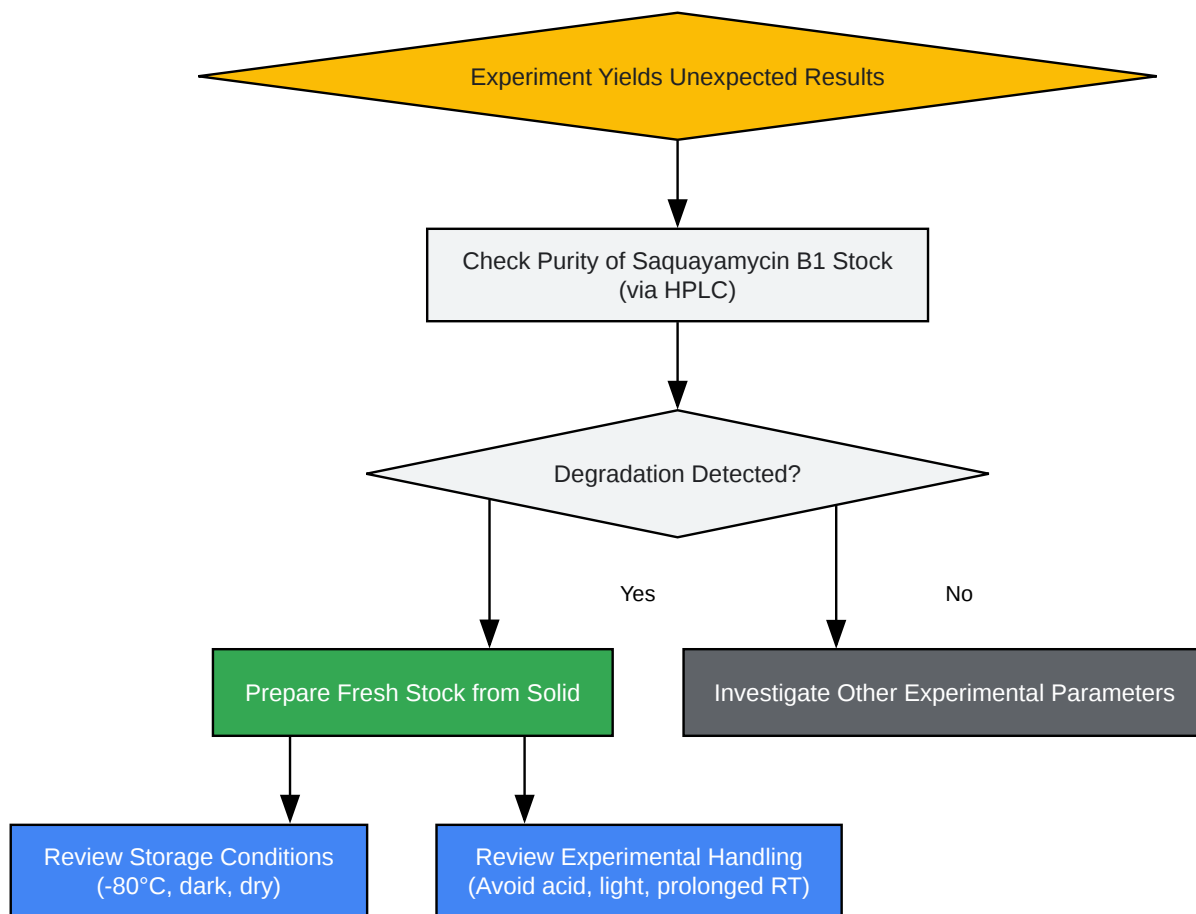 Experiment Yields Unexpected Results
Check Purity of Saquayamycin B1 Stock
(via HPLC)
Degradation Detected?
Yes
No
Prepare Fresh Stock from Solid
Investigate Other Experimental Parameters
Review Storage Conditions
(-80°C, dark, dry)
Review Experimental Handling
(Avoid acid, light, prolonged RT)